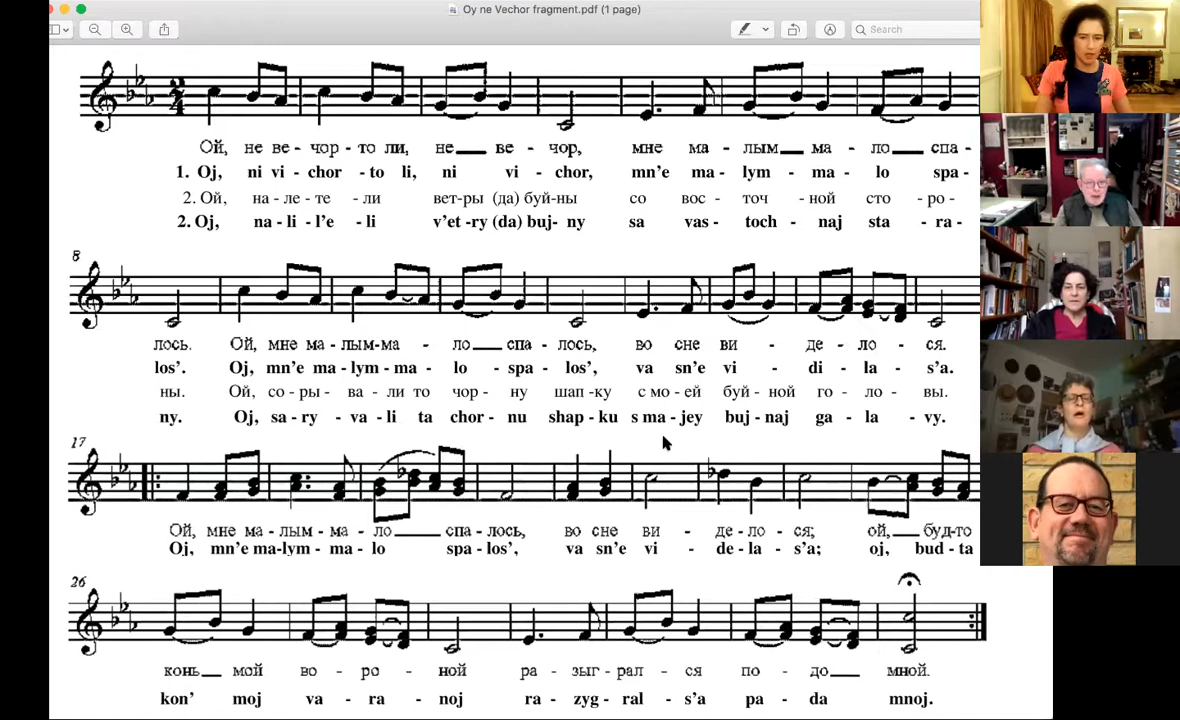 Oy ne Vechor fragment.pdf (1 page)
Search
Ой, не ве - чор - то ли, не ве - чор, мне ма - лым ма - ло спа -
1. Oj, ni vi - chor - to li, ni vi - chor, mn'e ma - lym - ma - lo spa -
2. Ой, на - ле - те - ли вет - ры (да) буй - ны со вос - точ - ной сто - ро -
2. Oj, na - li - l'e - li v'et - ry (da) buj - ny sa vas - toch - naj sta - ra -
8
лось. Ой, мне ма - лым - ма - ло спа - лось, во сне ви - де - ло - ся.
los'. Oj, mn'e ma - lym - ma - lo - spa - los', va sn'e vi - di - la - s'a.
ны. Ой, со - ры - ва - ли то чор - ну шап - ку с мо - ей буй - ной го - ло - вы.
ny. Oj, sa - ry - va - li ta chor - nu shap - ku s ma - jey buj - naj ga - la - vy.
17
Ой, мне ма - лым - ма - ло спа - лось, во сне ви - де - ло - ся; ой, буд - то
Oj, mn'e ma - lym - ma - lo spa - los', va sn'e vi - de - la - s'a; oj, bud - ta
26
конь мой во - ро - ной ра - зыг - рал - ся по - до мной.
kon' moj va - ra - noj ra - zyg - ral - s'a pa - da mnoj.